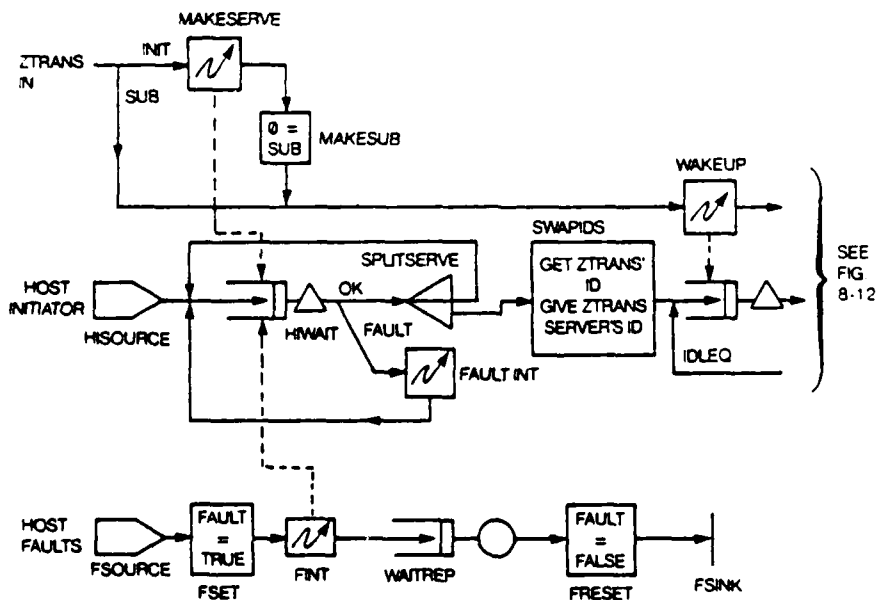 MAKESERVE
ZTRANS
IN
INIT
SUB
0 =
SUB
MAKESUB
WAKEUP
SWAPIDS
SPLITSERVE
GET ZTRANS'
ID
GIVE ZTRANS
SERVER'S ID
SEE
FIG
8-12
HOST
INITIATOR
HISOURCE
HIWAIT
OK
FAULT
FAULT INT
IDLEQ
HOST
FAULTS
FSOURCE
FAULT
=
TRUE
FSET
FINT
WAITREP
FAULT
=
FALSE
FRESET
FSINK